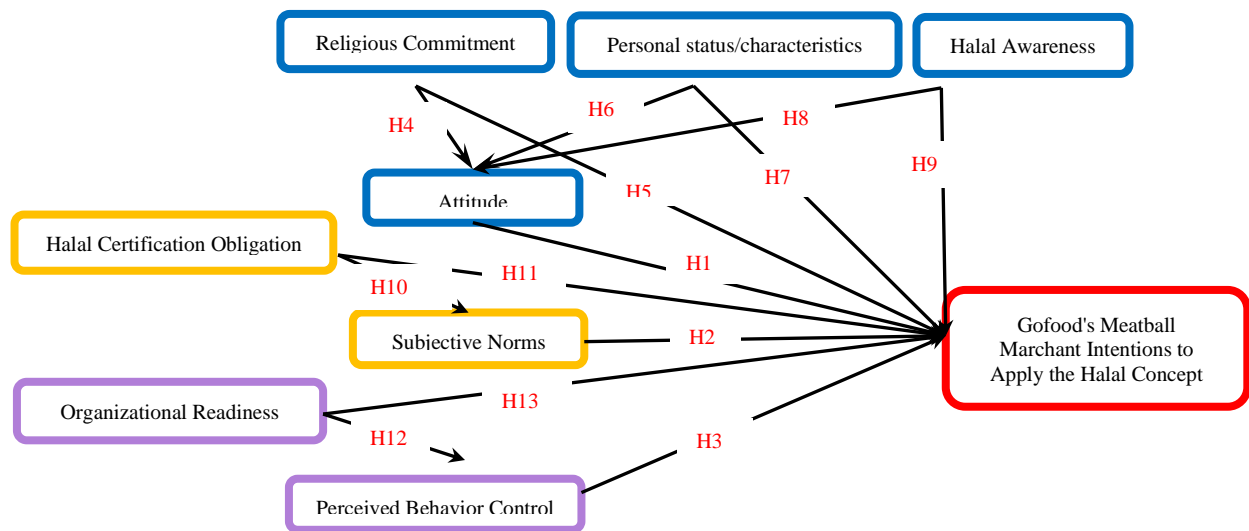 Religious Commitment
Personal status/characteristics
Halal Awareness
H4
H6
H8
H5
H7
H9
Attitude
Halal Certification Obligation
H10
H11
H1
Subjective Norms
H2
Organizational Readiness
H13
H12
H3
Perceived Behavior Control
Gofood's Meatball
Marchant Intentions to
Apply the Halal Concept